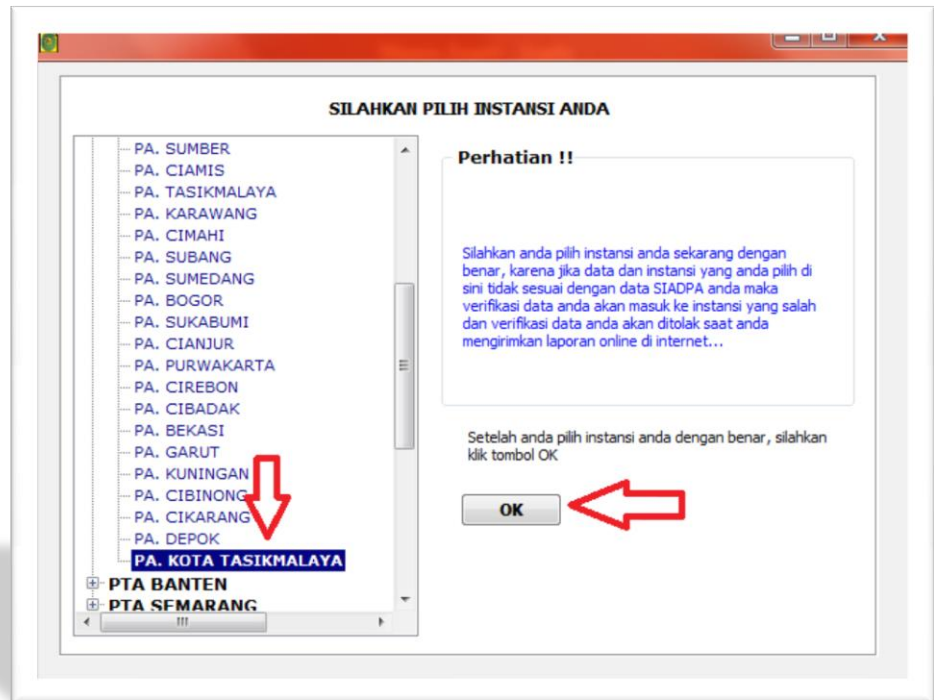 SILAHKAN PILIH INSTANSI ANDA
PA. SUMBER
PA. CIAMIS
PA. TASIKMALAYA
PA. KARAWANG
PA. CIMAHI
PA. SUBANG
PA. SUMEDANG
PA. BOGOR
PA. SUKABUMI
PA. CIANJUR
PA. PURWAKARTA
PA. CIREBON
PA. CIBADAK
PA. BEKASI
PA. GARUT
PA. KUNINGAN
PA. CIBINONG
PA. CIKARANG
PA. DEPOK
PA. KOTA TASIKMALAYA
PTA BANTEN
PTA SEMARANG
Perhatian !!
Silahkan anda pilih instansi anda sekarang dengan
benar, karena jika data dan instansi yang anda pilih di
sini tidak sesuai dengan data SIADPA anda maka
verifikasi data anda akan masuk ke instansi yang salah
dan verifikasi data anda akan ditolak saat anda
mengirimkan laporan online di internet...
Setelah anda pilih instansi anda dengan benar, silahkan
klik tombol OK
OK